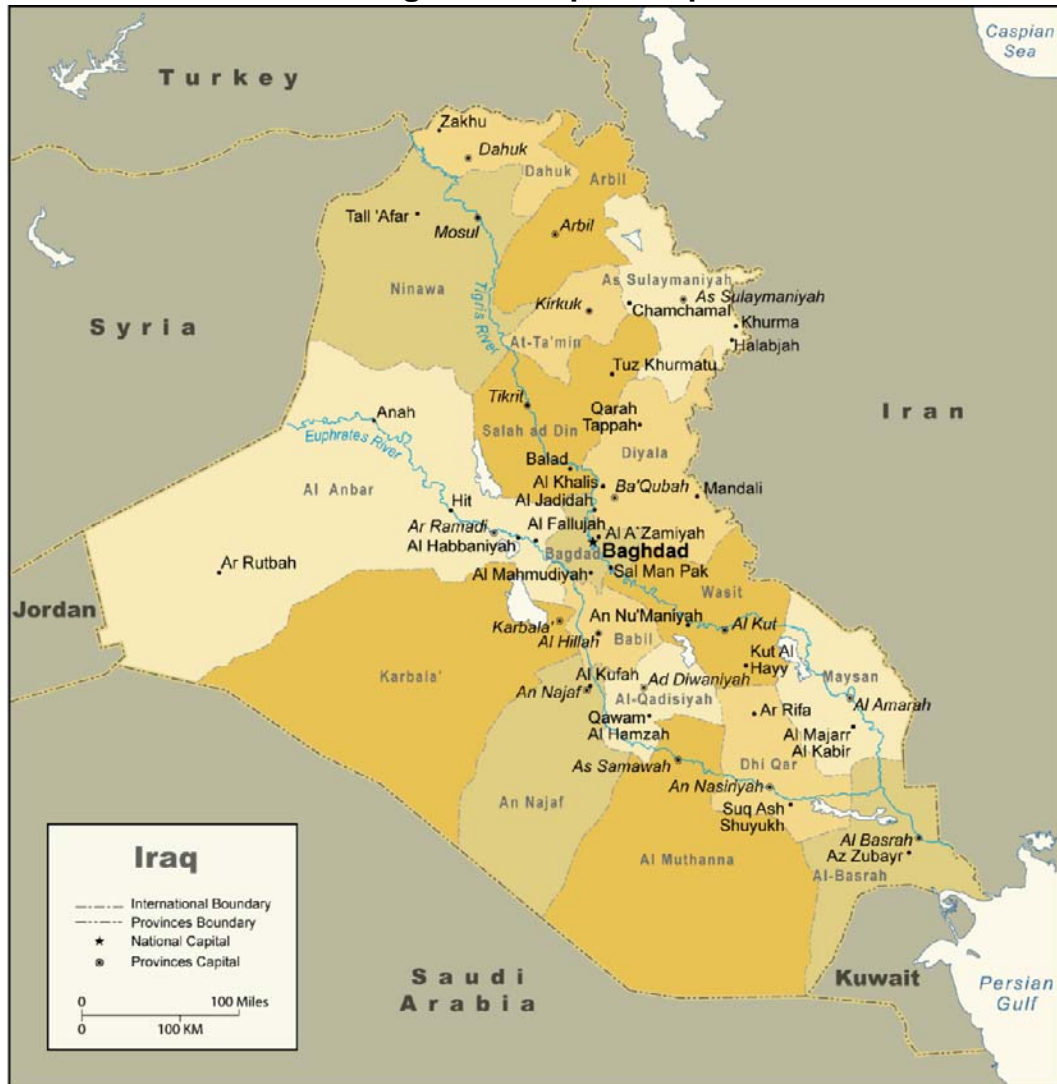 Caspian
Sea
Turkey
Zakhu
Dahuk
Dahuk
Arbil
Tall 'Afar
Mosul
Arbil
Ninawa
Tigris River
As Sulaymaniyah
As Sulaymaniyah
Kirkuk
Chamchamal
Syria
Khurma
At-Ta'min
Halabjah
Tuz Khurmatu
Tikrit
Anah
Qarah
Tappah
Iran
Euphrates River
Salah ad Din
Diyala
Balad
Al Khalis
Ba'Qubah
Mandali
Al Anbar
Hit
Al Jadidah
Ar Ramadi
Al Fallujah
Al A'Zamiyah
Al Habbaniyah
Bagdad
Baghdad
Ar Rutbah
Al Mahmudiyah
Sal Man Pak
Wasit
Jordan
An Nu'Maniyah
Karbala'
Al Kut
Al Hillah
Babil
Kut Al
Hayy
Karbala'
Al Kufah
Ad Diwaniyah
Maysan
An Najaf
Al-Qadisiyah
Al Amarah
Qawam
Al Hamzah
Ar Rifa
Al Majarr
Al Kabir
As Samawah
Dhi Qar
An Nasiriyah
An Najaf
Suq Ash
Shuyukh
Al Basrah
Az Zubayr
Al Muthanna
Al-Basrah
Iraq
International Boundary
Provinces Boundary
National Capital
Provinces Capital
0 100 Miles
0 100 KM
Saudi
Arabia
Kuwait
Persian
Gulf